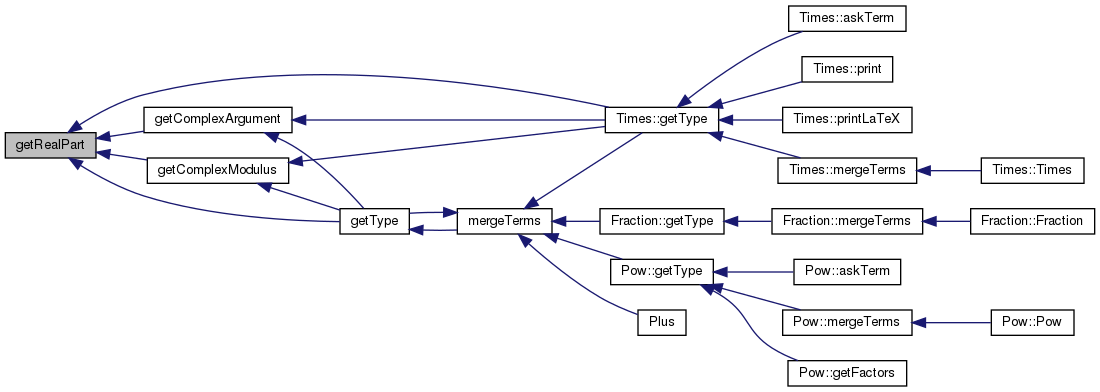 Times::askTerm
Times::print
getComplexArgument
Times::getType
Times::printLaTeX
getRealPart
getComplexModulus
Times::mergeTerms
Times::Times
getType
mergeTerms
Fraction::getType
Fraction::mergeTerms
Fraction::Fraction
Pow::getType
Pow::askTerm
Plus
Pow::mergeTerms
Pow::Pow
Pow::getFactors